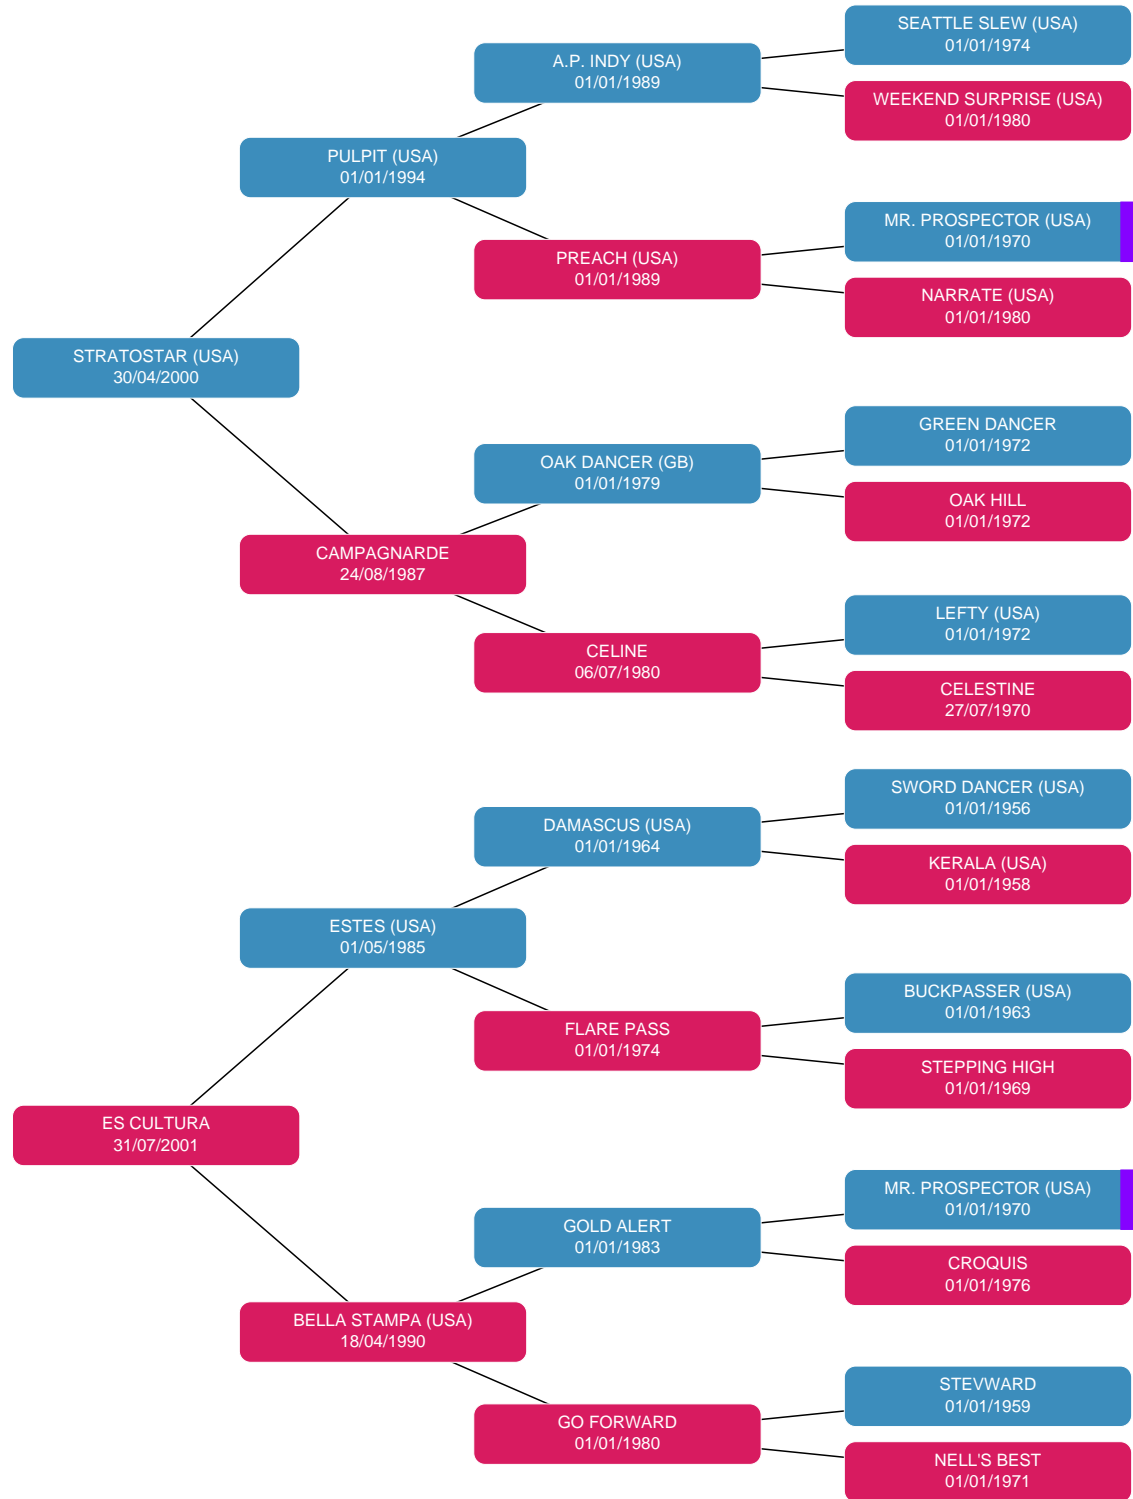 SEATTLE SLEW (USA)
01/01/1974
A.P. INDY (USA)
01/01/1989
WEEKEND SURPRISE (USA)
01/01/1980
PULPIT (USA)
01/01/1994
MR. PROSPECTOR (USA)
01/01/1970
PREACH (USA)
01/01/1989
NARRATE (USA)
01/01/1980
STRATOSTAR (USA)
30/04/2000
GREEN DANCER
01/01/1972
OAK DANCER (GB)
01/01/1979
OAK HILL
01/01/1972
CAMPAGNARDE
24/08/1987
LEFTY (USA)
01/01/1972
CELINE
06/07/1980
CELESTINE
27/07/1970
SWORD DANCER (USA)
01/01/1956
DAMASCUS (USA)
01/01/1964
KERALA (USA)
01/01/1958
ESTES (USA)
01/05/1985
BUCKPASSER (USA)
01/01/1963
FLARE PASS
01/01/1974
STEPPING HIGH
01/01/1969
ES CULTURA
31/07/2001
MR. PROSPECTOR (USA)
01/01/1970
GOLD ALERT
01/01/1983
CROQUIS
01/01/1976
BELLA STAMPA (USA)
18/04/1990
STEVWARD
01/01/1959
GO FORWARD
01/01/1980
NELL'S BEST
01/01/1971